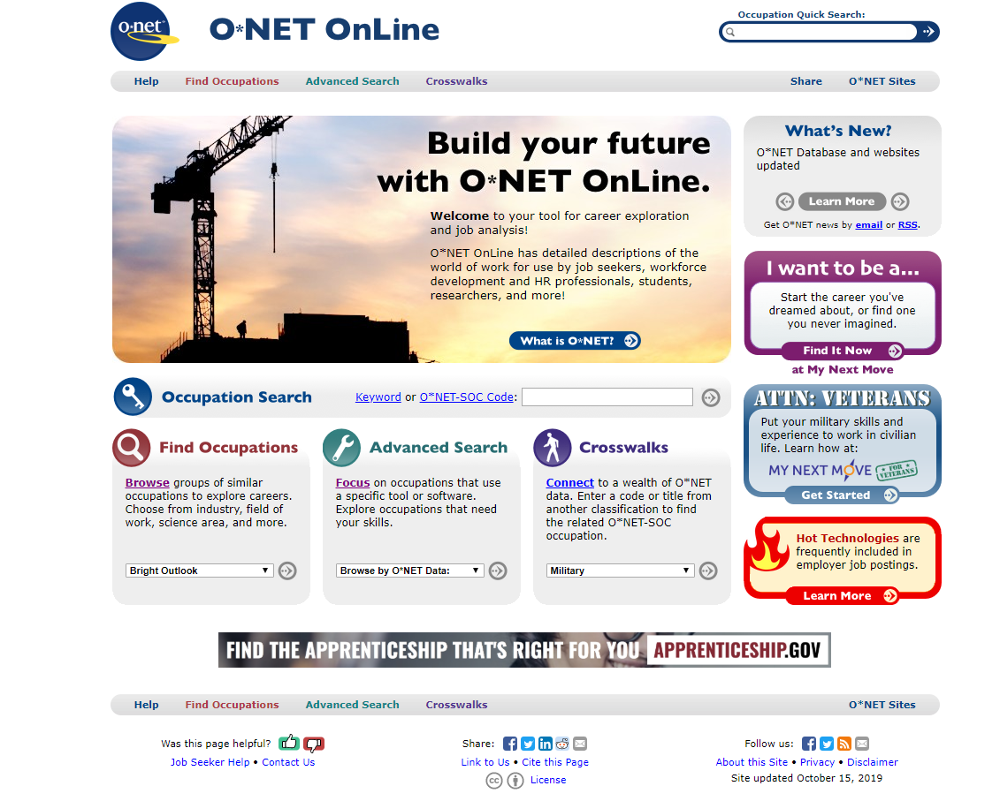 o·net®
O*NET OnLine
Occupation Quick Search:
Help Find Occupations Advanced Search Crosswalks Share O*NET Sites
Build your future
with O*NET OnLine.
Welcome to your tool for career exploration
and job analysis!
O*NET OnLine has detailed descriptions of the
world of work for use by job seekers, workforce
development and HR professionals, students,
researchers, and more!
What is O*NET?
What's New?
O*NET Database and websites
updated
Learn More
Get O*NET news by email or RSS.
I want to be a...
Start the career you've
dreamed about, or find one
you never imagined.
Find It Now
at My Next Move
ATTN: VETERANS
Put your military skills and
experience to work in civilian
life. Learn how at:
MY NEXT MOVE
FOR
VETERANS
Get Started
Hot Technologies are
frequently included in
employer job postings.
Learn More
Occupation Search
Keyword or O*NET-SOC Code:
Find Occupations
Browse groups of similar
occupations to explore careers.
Choose from industry, field of
work, science area, and more.
Bright Outlook
Advanced Search
Focus on occupations that use
a specific tool or software.
Explore occupations that need
your skills.
Browse by O*NET Data:
Crosswalks
Connect to a wealth of O*NET
data. Enter a code or title from
another classification to find
the related O*NET-SOC
occupation.
Military
FIND THE APPRENTICESHIP THAT'S RIGHT FOR YOU APPRENTICESHIP.GOV
Help Find Occupations Advanced Search Crosswalks O*NET Sites
Was this page helpful?
Job Seeker Help • Contact Us
Share:
Link to Us • Cite this Page
cc License
Follow us:
About this Site • Privacy • Disclaimer
Site updated October 15, 2019